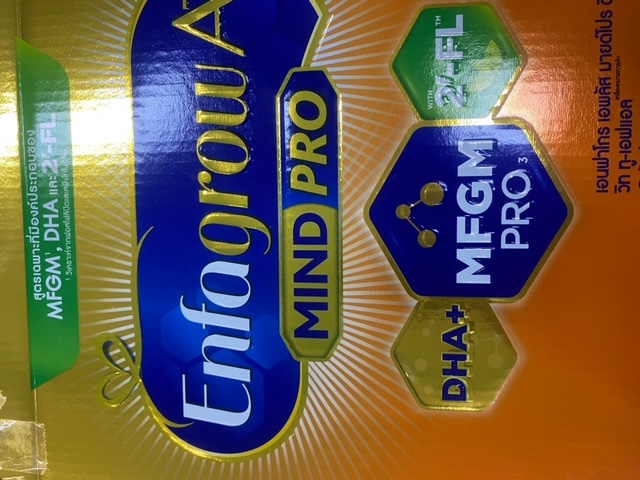 สูตรเฉพาะที่มีองค์ประกอบของ
MFGM¹, DHA และ 2'-FL
Enfagrow A
MIND PRO
DHA+
MFGM
PRO 3
WITH
2'-FL™
เอนฟาโกร เอพลัส มายด์โปร
วิท ทู-เอฟแอล